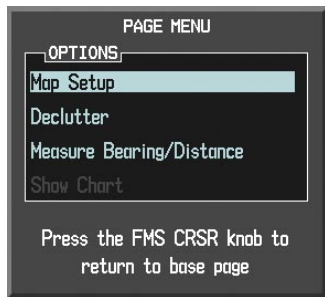 PAGE MENU
OPTIONS
Map Setup
Declutter
Measure Bearing/Distance
Show Chart
Press the FMS CRSR knob to
return to base page